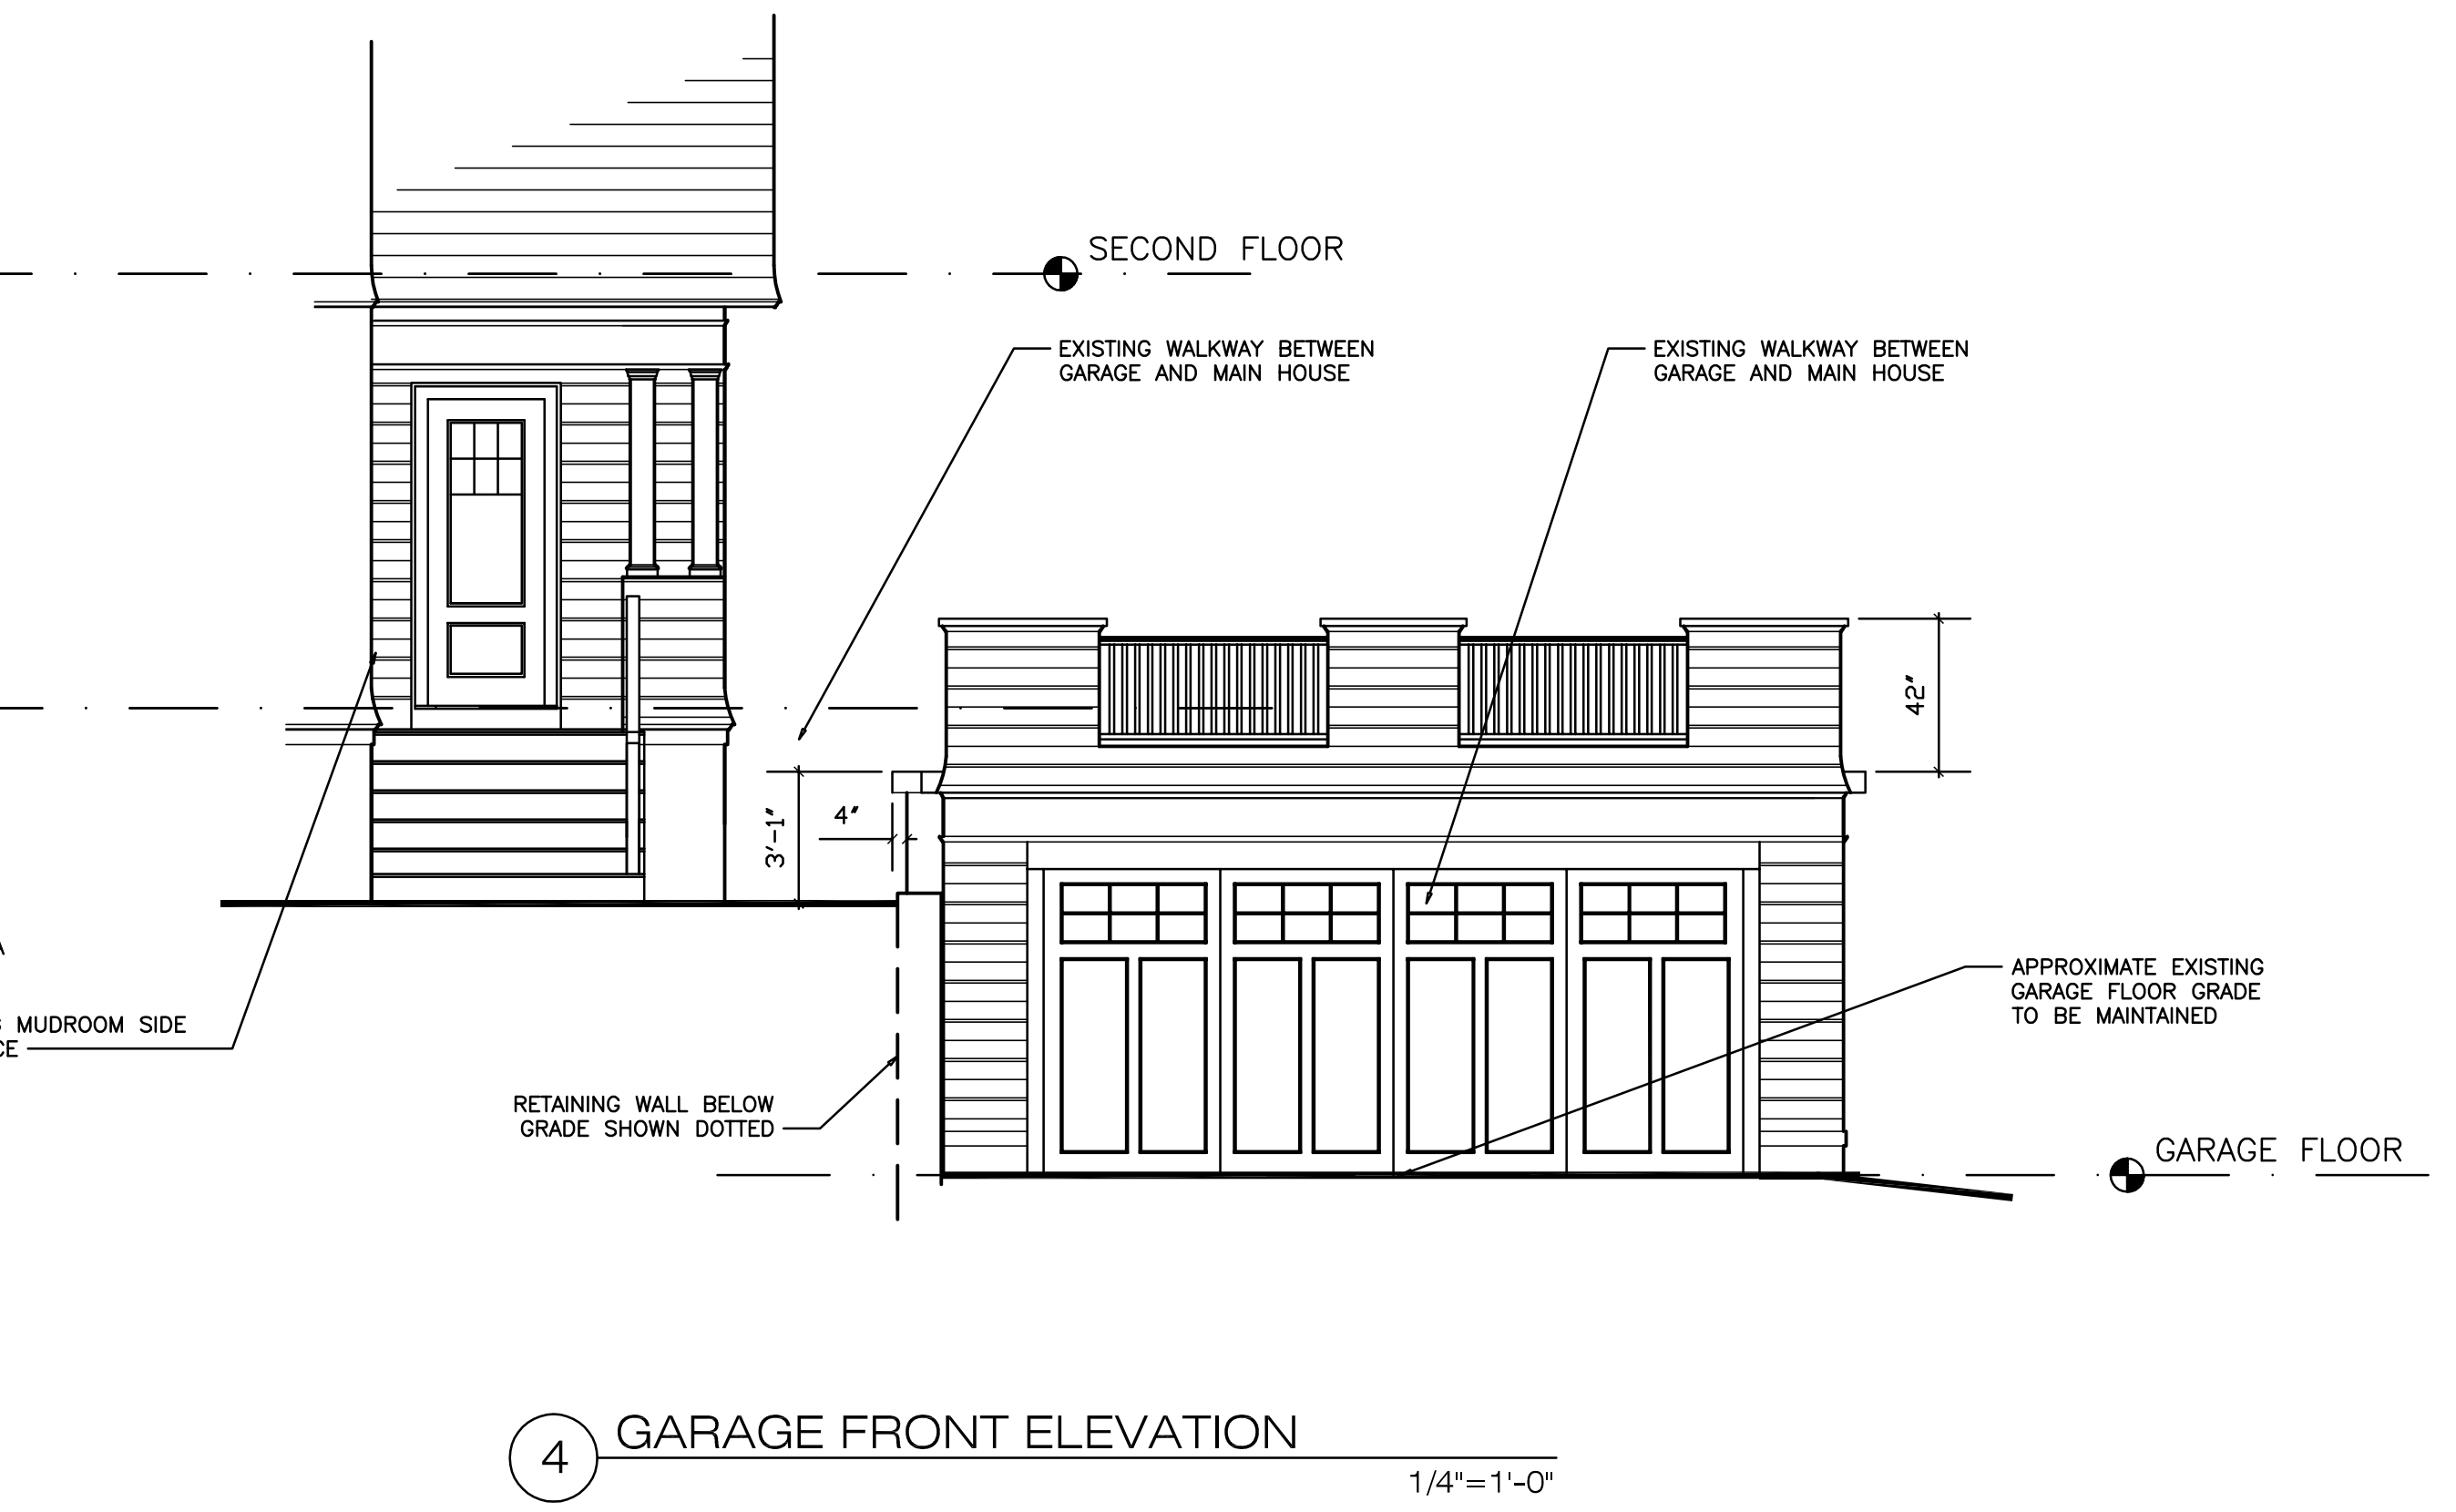 SECOND FLOOR
EXISTING WALKWAY BETWEEN
GARAGE AND MAIN HOUSE
EXISTING WALKWAY BETWEEN
GARAGE AND MAIN HOUSE
42"
3'-1"
4"
APPROXIMATE EXISTING
GARAGE FLOOR GRADE
TO BE MAINTAINED
MUDROOM SIDE
RETAINING WALL BELOW
GRADE SHOWN DOTTED
GARAGE FLOOR
4
GARAGE FRONT ELEVATION
1/4"=1'-0"